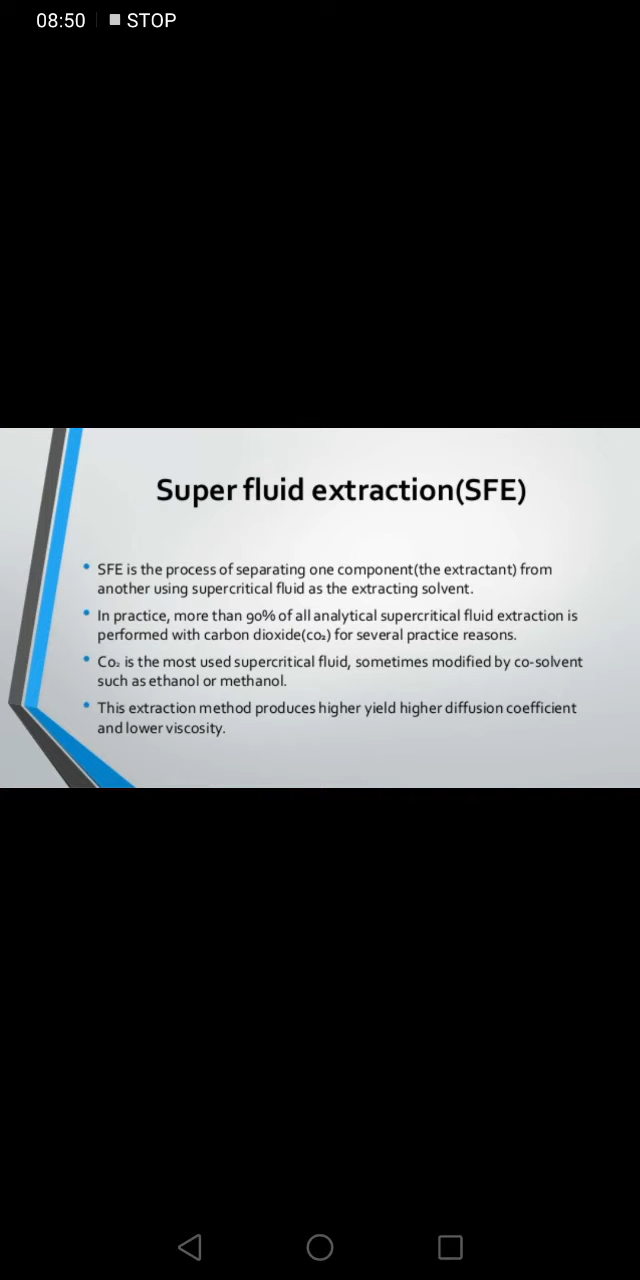 08:50 STOP
Super fluid extraction(SFE)
• SFE is the process of separating one component(the extractant) from
another using supercritical fluid as the extracting solvent.
• In practice, more than 90% of all analytical supercritical fluid extraction is
performed with carbon dioxide(co₂) for several practice reasons.
• Co₂ is the most used supercritical fluid, sometimes modified by co-solvent
such as ethanol or methanol.
• This extraction method produces higher yield higher diffusion coefficient
and lower viscosity.